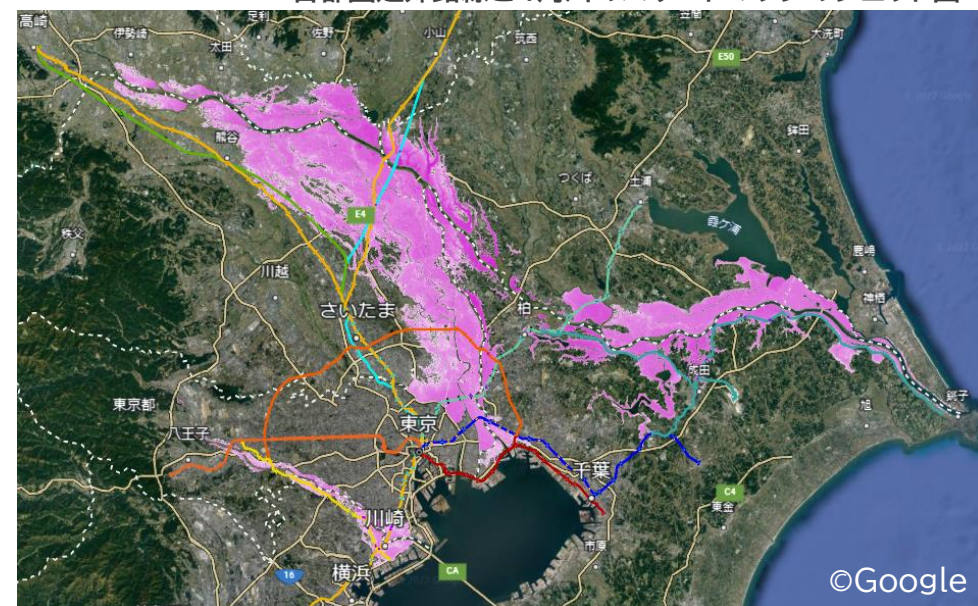 高崎
伊勢崎
太田
足利
佐野
小山
筑西
笠間
大洗町
E50
鉾田
熊谷
つくば
土浦
霞ケ浦
E4
秩父
川越
鹿嶋
神栖
さいたま
柏
成田
銚子
旭
東京都
八王子
東京
千葉
川崎
C4
東金
市原
横浜
16
CA
©Google